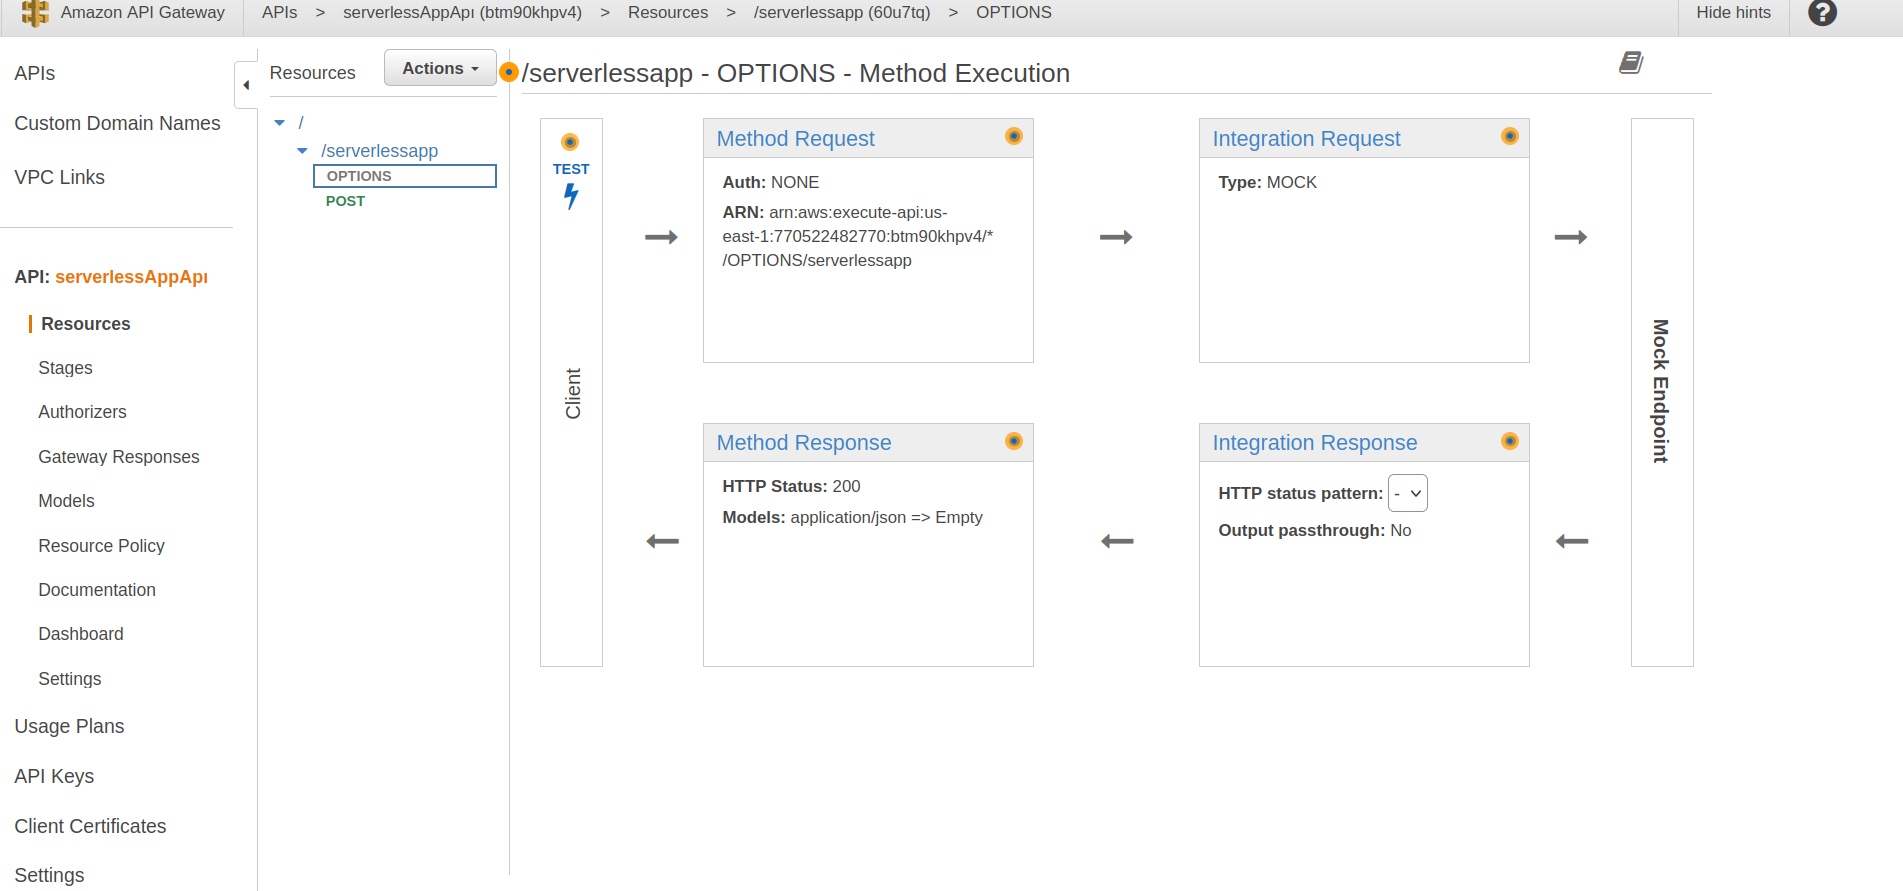 Amazon API Gateway
APIs > serverlessAppApi (btm90khpv4) > Resources > /serverlessapp (60u7tq) > OPTIONS
Hide hints
?
APIs
Custom Domain Names
VPC Links
API: serverlessAppApi
Resources
Stages
Authorizers
Gateway Responses
Models
Resource Policy
Documentation
Dashboard
Settings
Usage Plans
API Keys
Client Certificates
Settings
Resources
Actions
/
/serverlessapp
OPTIONS
POST
/serverlessapp - OPTIONS - Method Execution
TEST
Client
Method Request
Auth: NONE
ARN: arn:aws:execute-api:us-
east-1:770522482770:btm90khpv4/*
/OPTIONS/serverlessapp
Integration Request
Type: MOCK
Mock Endpoint
Method Response
HTTP Status: 200
Models: application/json => Empty
Integration Response
HTTP status pattern: -
Output passthrough: No